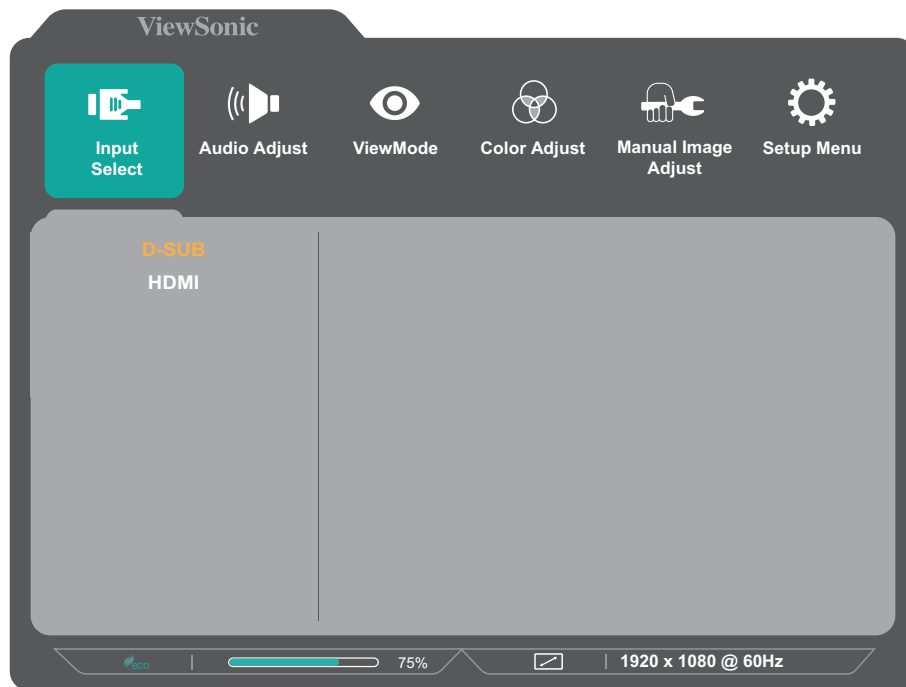 ViewSonic
Input
Select
Audio Adjust
ViewMode
Color Adjust
Manual Image
Adjust
Setup Menu
D-SUB
HDMI
ECO
75%
1920 x 1080 @ 60Hz